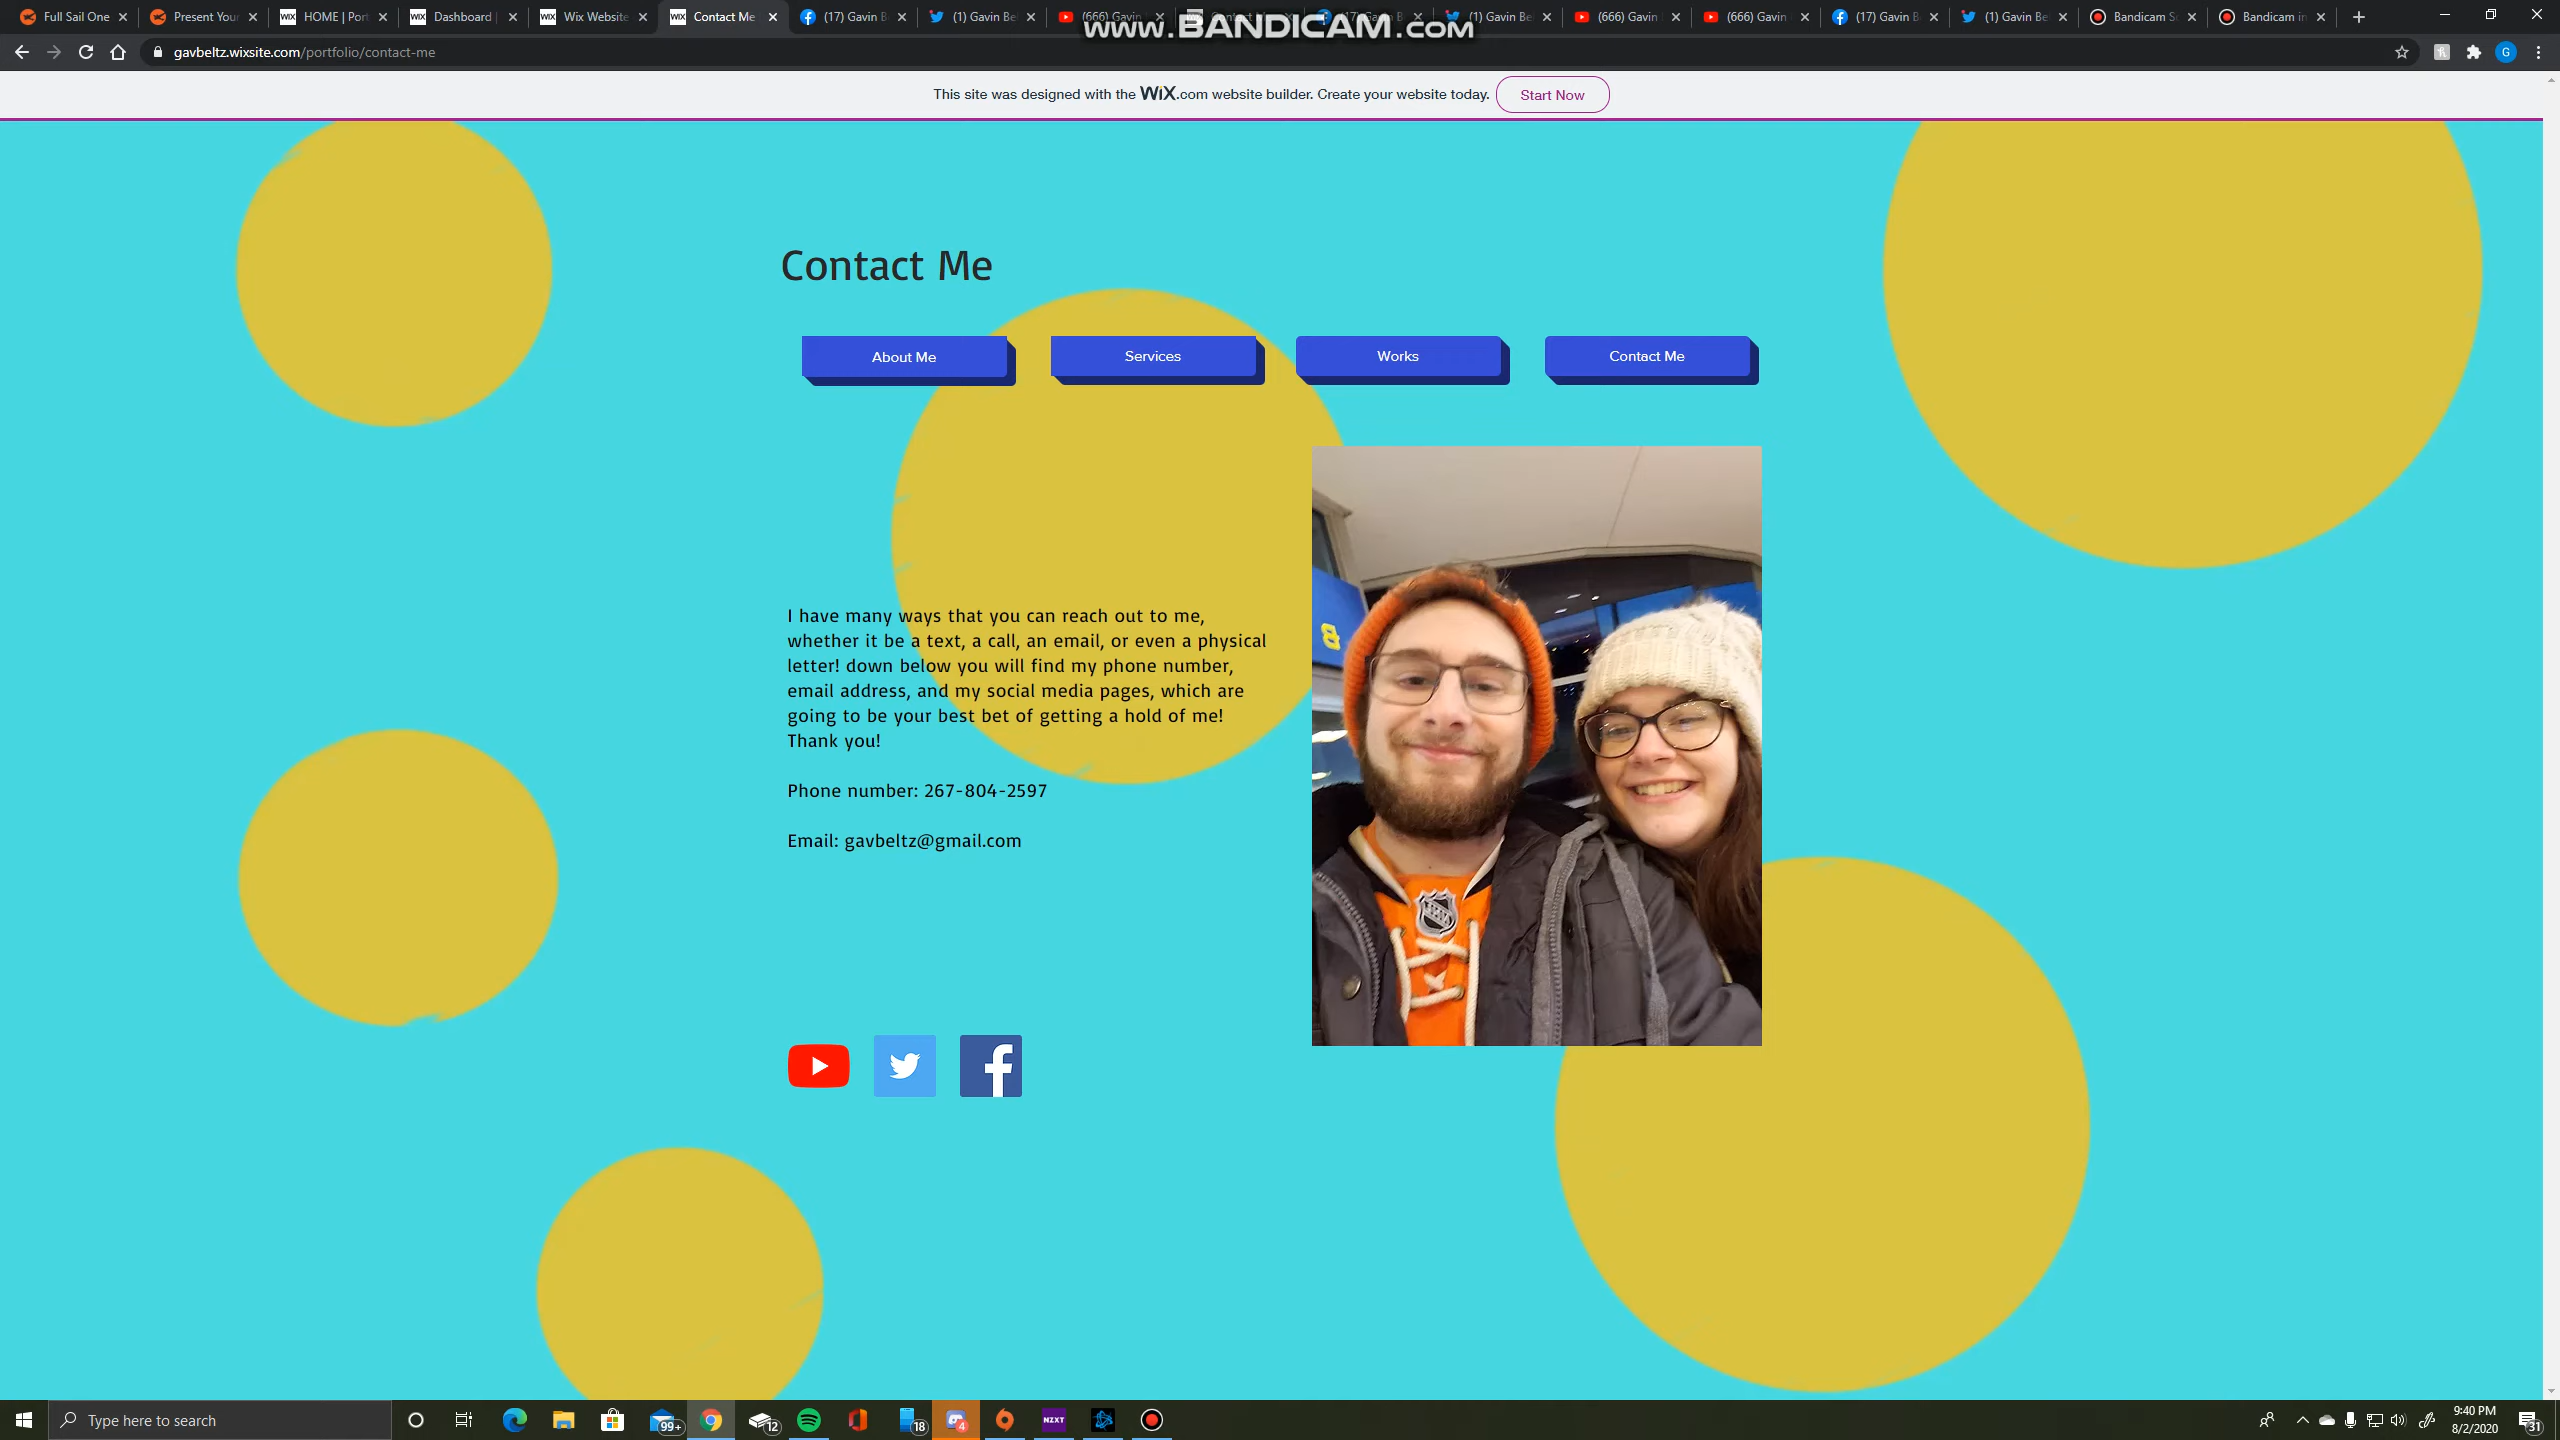 Full Sail One
Present Your
HOME | Port
Dashboard |
Wix Website
Contact Me
(17) Gavin B
(1) Gavin Be
(666) Gavin
(17) Gavin B
(1) Gavin Be
(666) Gavin
(666) Gavin
(17) Gavin B
(1) Gavin Be
Bandicam Sc
Bandicam in
www.BANDICAM.com
gavbeltz.wixsite.com/portfolio/contact-me
G
This site was designed with the WiX.com website builder. Create your website today. Start Now
Contact Me
About Me
Services
Works
Contact Me
I have many ways that you can reach out to me,
whether it be a text, a call, an email, or even a physical
letter! down below you will find my phone number,
email address, and my social media pages, which are
going to be your best bet of getting a hold of me!
Thank you!
Phone number: 267-804-2597
Email: gavbeltz@gmail.com
8
Type here to search
99+
12
18
4
NZXT
9:40 PM
8/2/2020
31